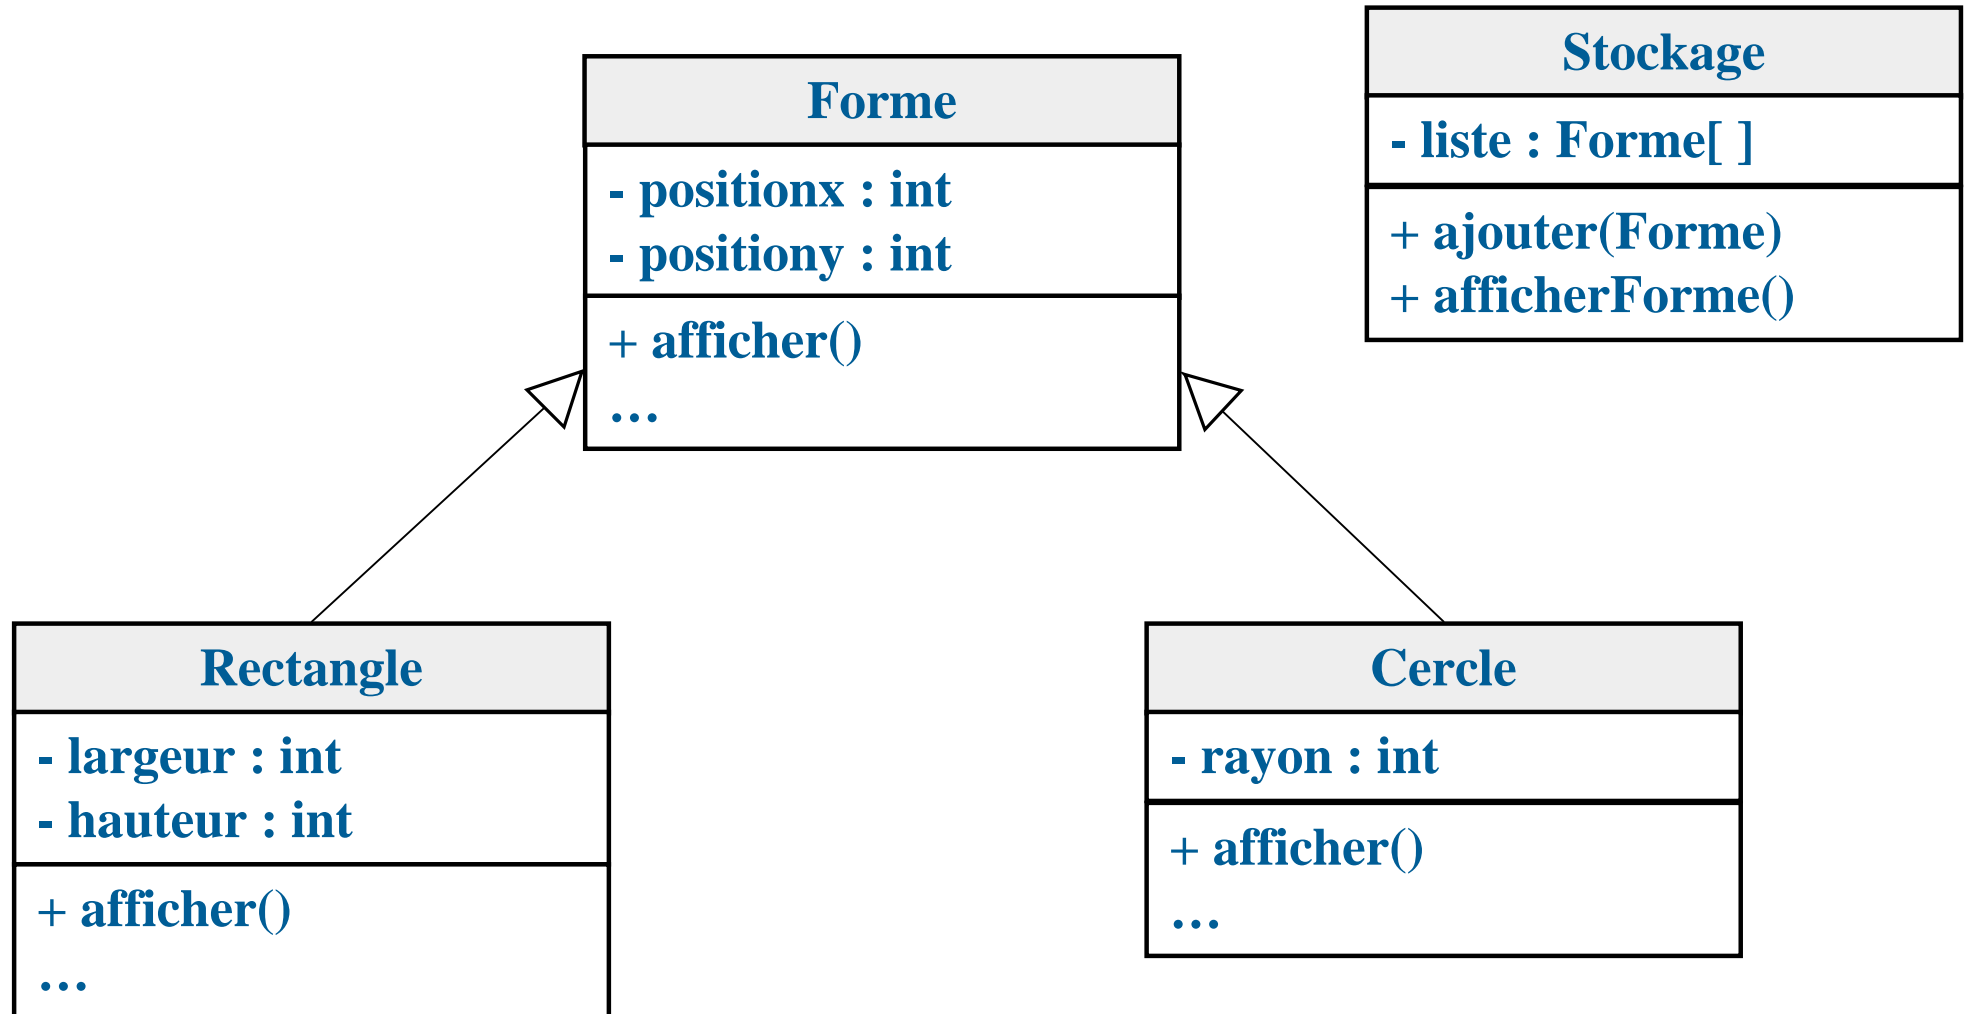 Forme
- positionx : int
- positiony : int
+ afficher()
...
Stockage
- liste : Forme[ ]
+ ajouter(Forme)
+ afficherForme()
Rectangle
- largeur : int
- hauteur : int
+ afficher()
...
Cercle
- rayon : int
+ afficher()
...